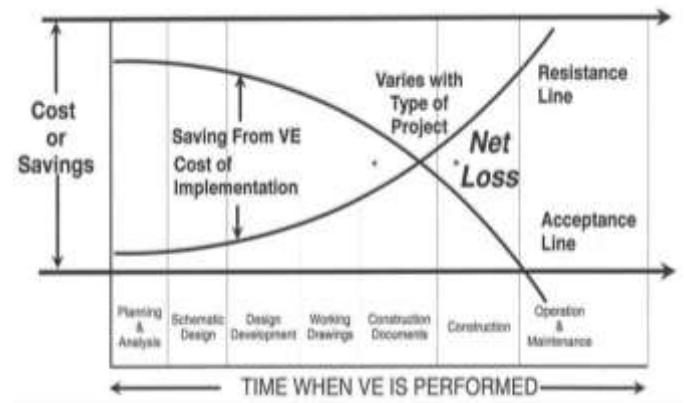 Cost
or
Savings
Saving From VE
Cost of
Implementation
Varies with
Type of
Project
Net
Loss
Resistance
Line
Acceptance
Line
Planning
&
Analysis
Schematic
Design
Design
Development
Working
Drawings
Construction
Documents
Construction
Operation
&
Maintenance
TIME WHEN VE IS PERFORMED